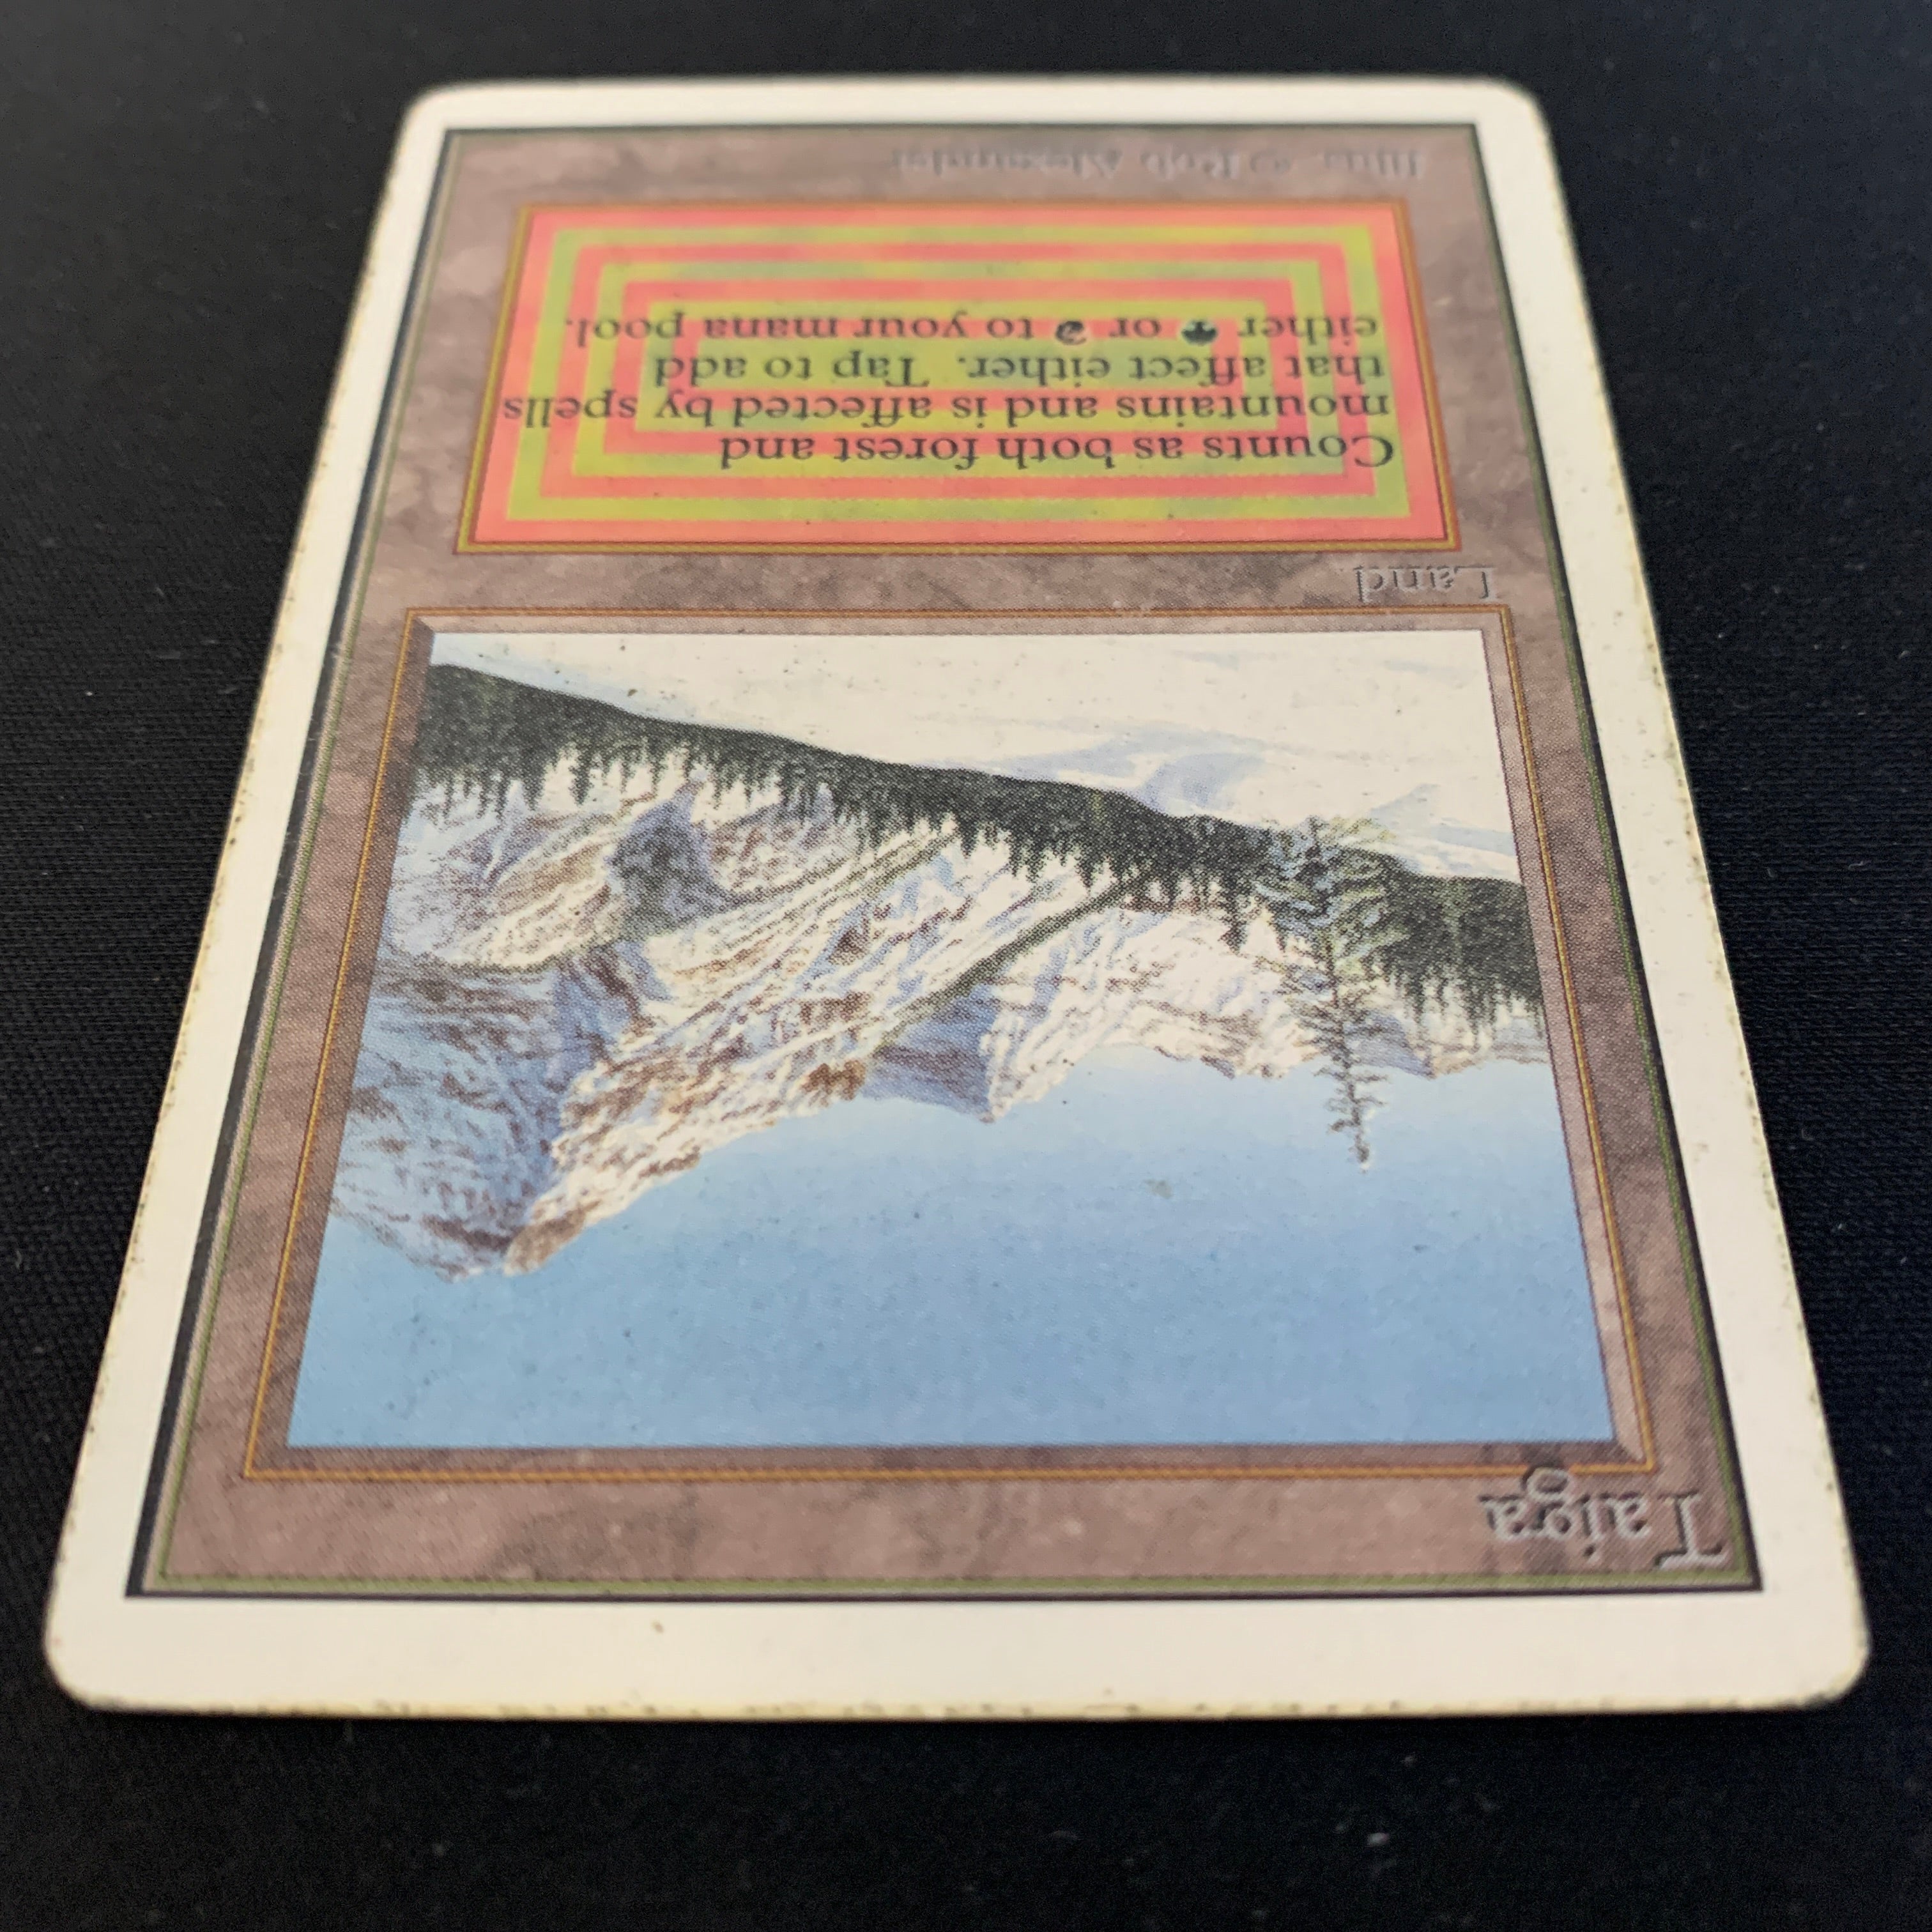 Taiga
Land
Counts as both forest and
mountains and is affected by spells
that affect either. Tap to add
either or to your mana pool.
Illus. © Rob Alexander